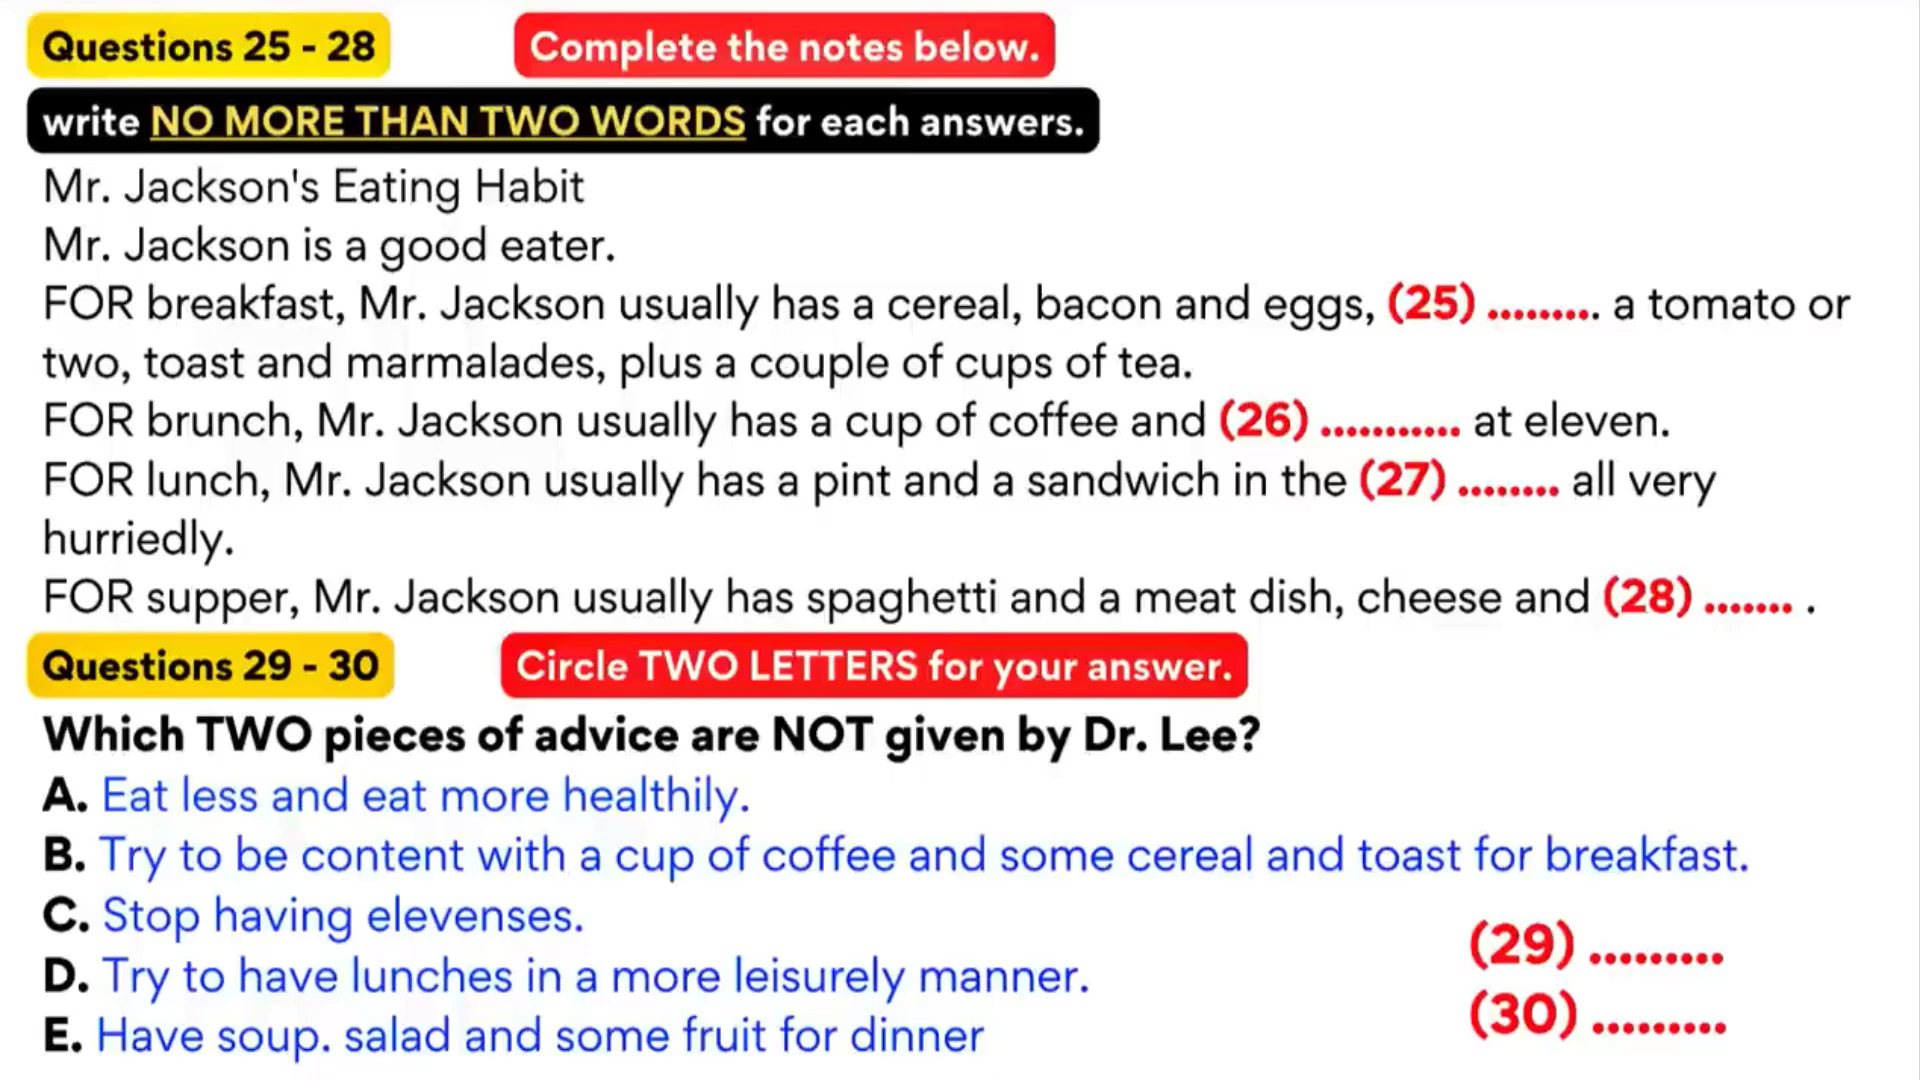 Questions 25 - 28
Complete the notes below.
write NO MORE THAN TWO WORDS for each answers.
Mr. Jackson's Eating Habit
Mr. Jackson is a good eater.
FOR breakfast, Mr. Jackson usually has a cereal, bacon and eggs, (25) ......... a tomato or
two, toast and marmalades, plus a couple of cups of tea.
FOR brunch, Mr. Jackson usually has a cup of coffee and (26) ........... at eleven.
FOR lunch, Mr. Jackson usually has a pint and a sandwich in the (27) ........ all very
hurriedly.
FOR supper, Mr. Jackson usually has spaghetti and a meat dish, cheese and (28) ....... .
Questions 29 - 30
Circle TWO LETTERS for your answer.
Which TWO pieces of advice are NOT given by Dr. Lee?
A. Eat less and eat more healthily.
B. Try to be content with a cup of coffee and some cereal and toast for breakfast.
C. Stop having elevenses.
D. Try to have lunches in a more leisurely manner.
E. Have soup. salad and some fruit for dinner
(29) .........
(30) .........